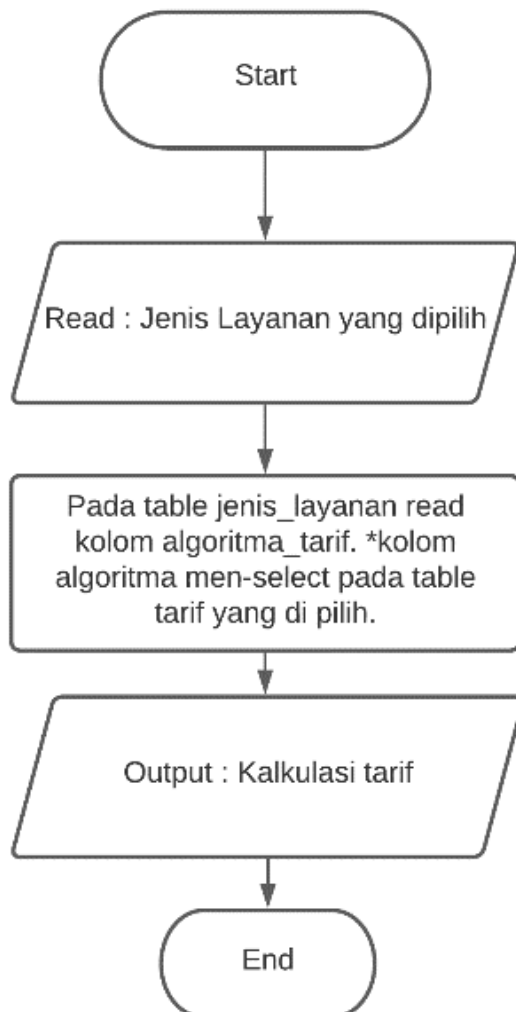 Start
Read : Jenis Layanan yang dipilih
Pada table jenis_layanan read
kolom algoritma_tarif. *kolom
algoritma men-select pada table
tarif yang di pilih.
Output : Kalkulasi tarif
End